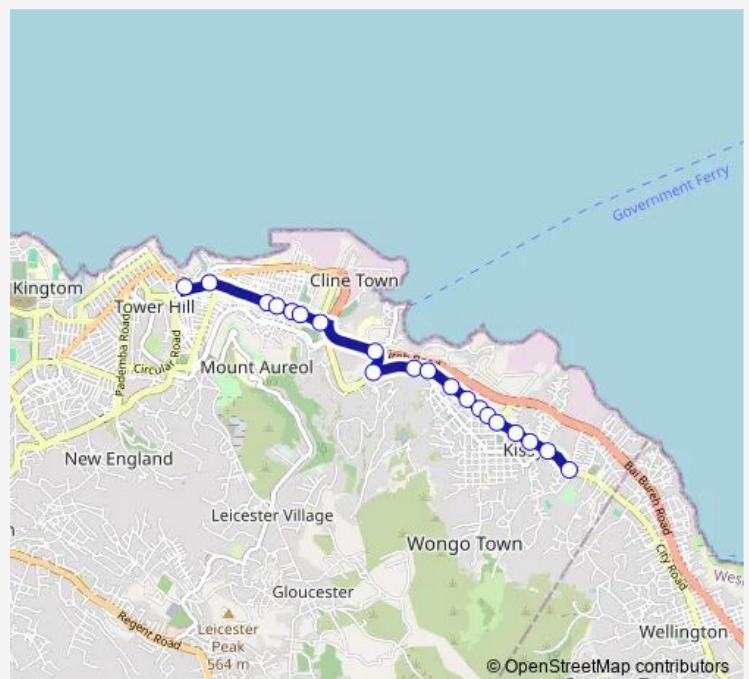 Government Ferry
Kington
Cline Town
Tower Hill
Pademba Road
Circular Road
Mount Aureol
New England
Leicester Village
Wongo Town
Bai Bureh Road
City Road
Gloucester
Regent Road
Leicester
Peak
564 m
Wellington
© OpenStreetMap contributors